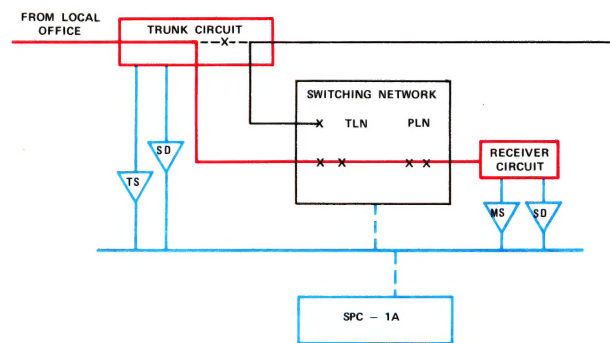 FROM LOCAL
OFFICE
TRUNK CIRCUIT
SWITCHING NETWORK
TLN
PLN
RECEIVER
CIRCUIT
TS
SD
MS
SD
SPC – 1A